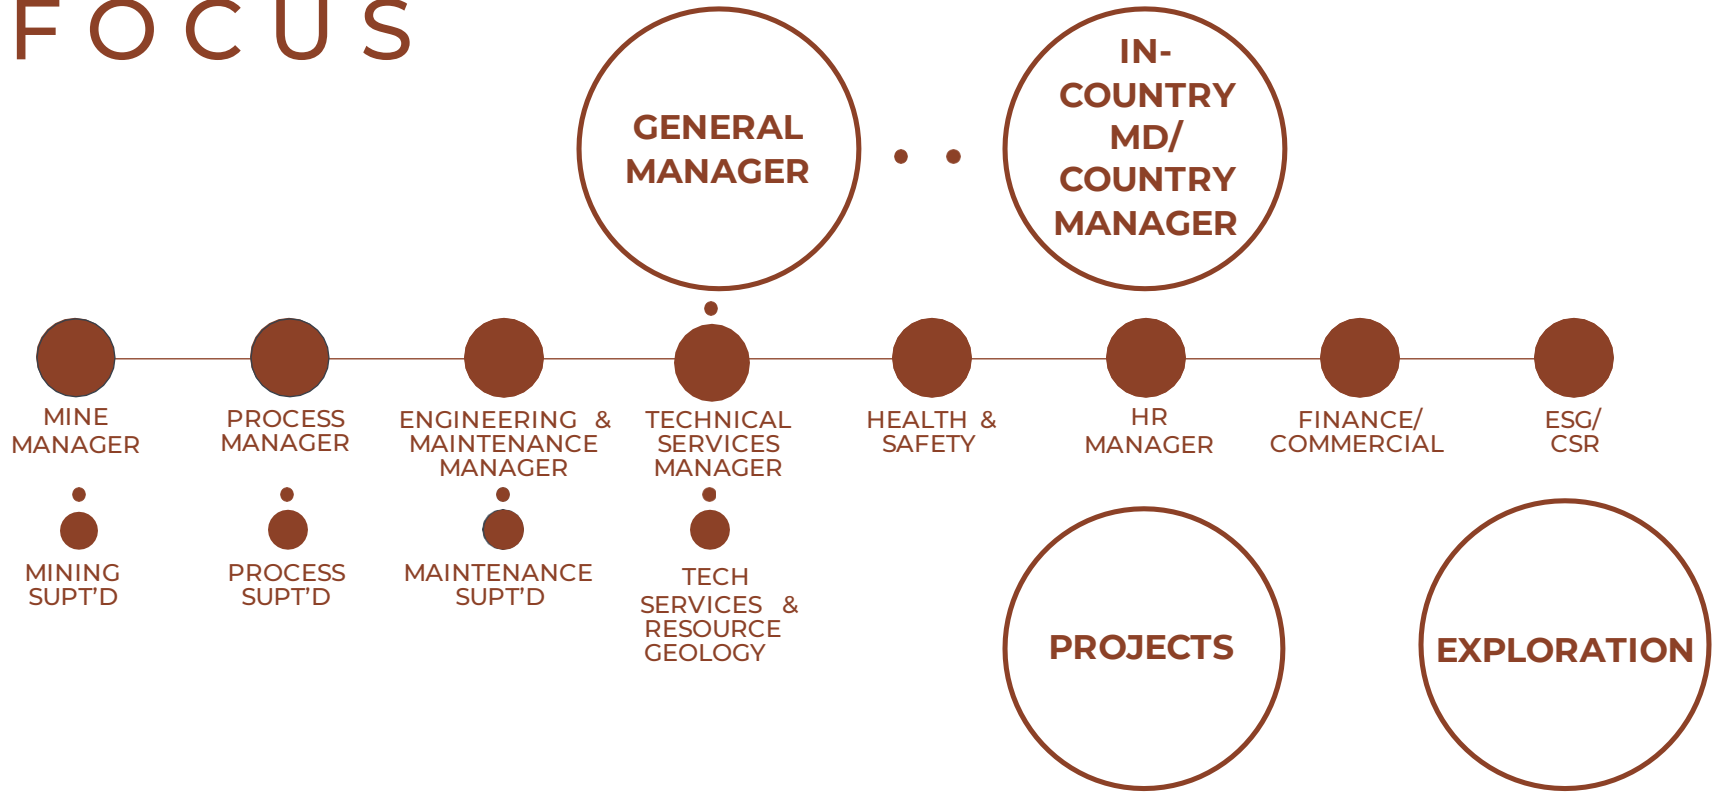 FOCUS
GENERAL
MANAGER
IN-
COUNTRY
MD/
COUNTRY
MANAGER
MINE
MANAGER
PROCESS
MANAGER
ENGINEERING &
MAINTENANCE
MANAGER
TECHNICAL
SERVICES
MANAGER
HEALTH &
SAFETY
HR
MANAGER
FINANCE/
COMMERCIAL
ESG/
CSR
MINING
SUPT’D
PROCESS
SUPT’D
MAINTENANCE
SUPT’D
TECH
SERVICES &
RESOURCE
GEOLOGY
PROJECTS
EXPLORATION